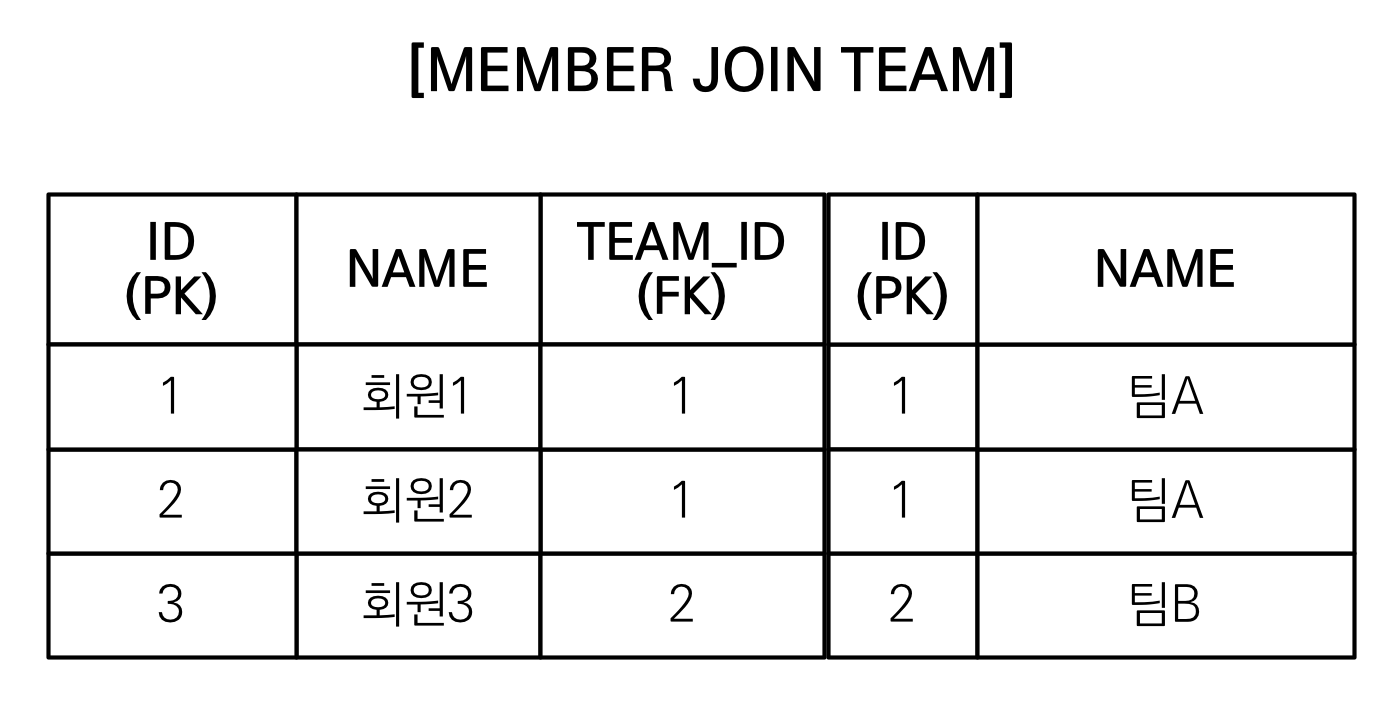 [MEMBER JOIN TEAM]
ID (PK) NAME TEAM_ID (FK) ID (PK) NAME
1 회원1 1 1 팀A
2 회원2 1 1 팀A
3 회원3 2 2 팀B